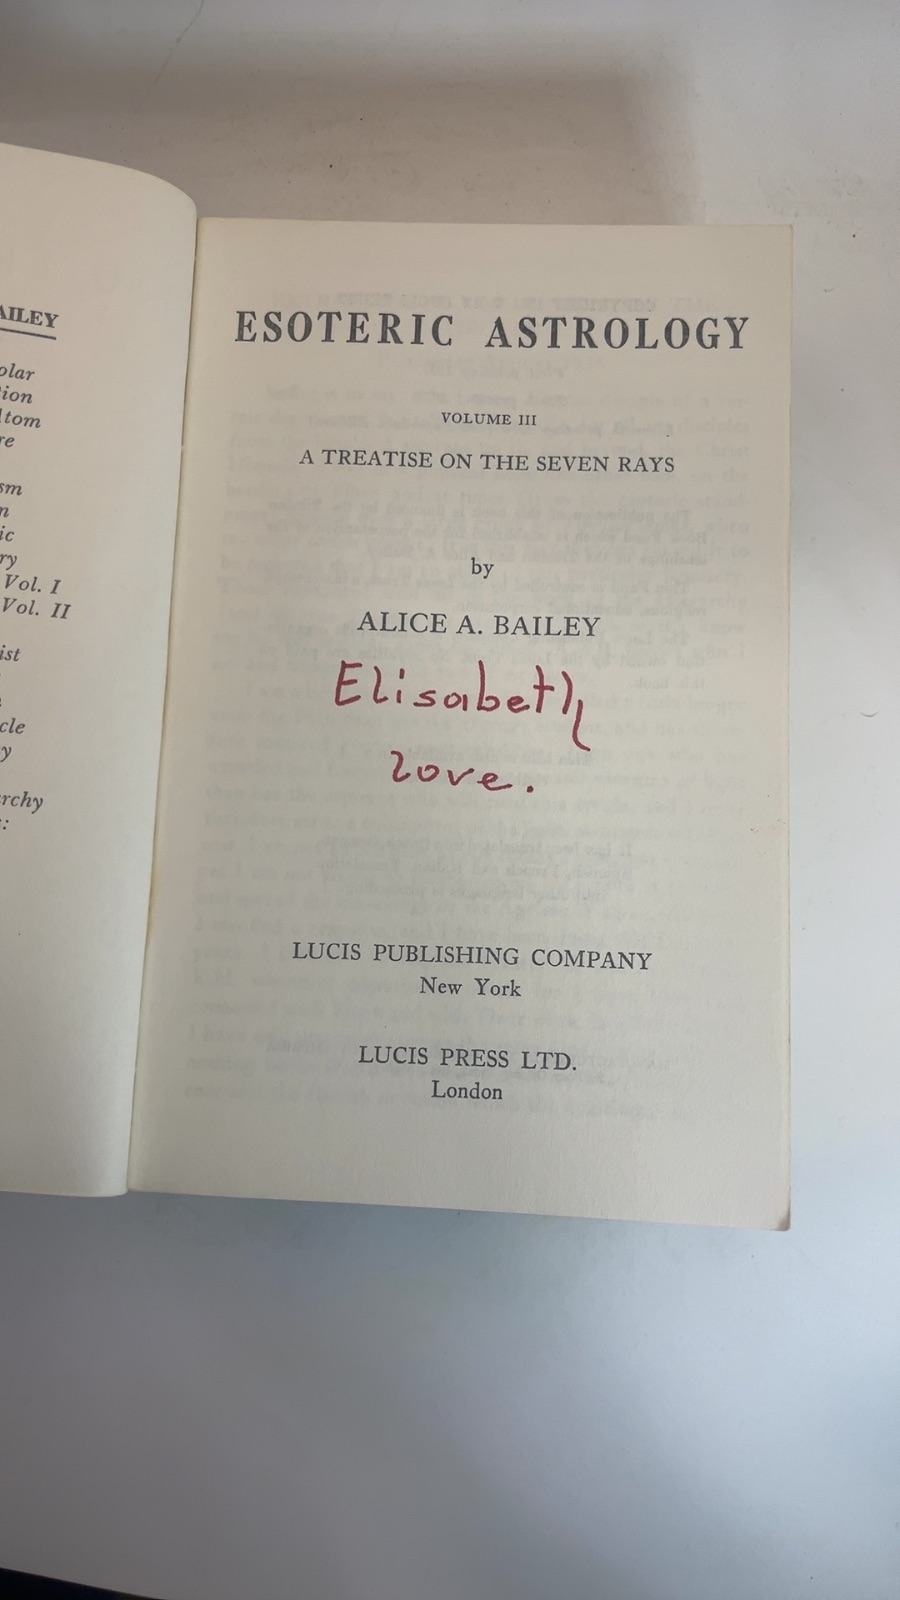 AILEY
olar
tion
Atom
re
sm
n
ic
ry
Vol. I
Vol. II
ist
cle
y
rchy
:
ESOTERIC ASTROLOGY
VOLUME III
A TREATISE ON THE SEVEN RAYS
by
ALICE A. BAILEY
Elisabeth
love.
LUCIS PUBLISHING COMPANY
New York
LUCIS PRESS LTD.
London